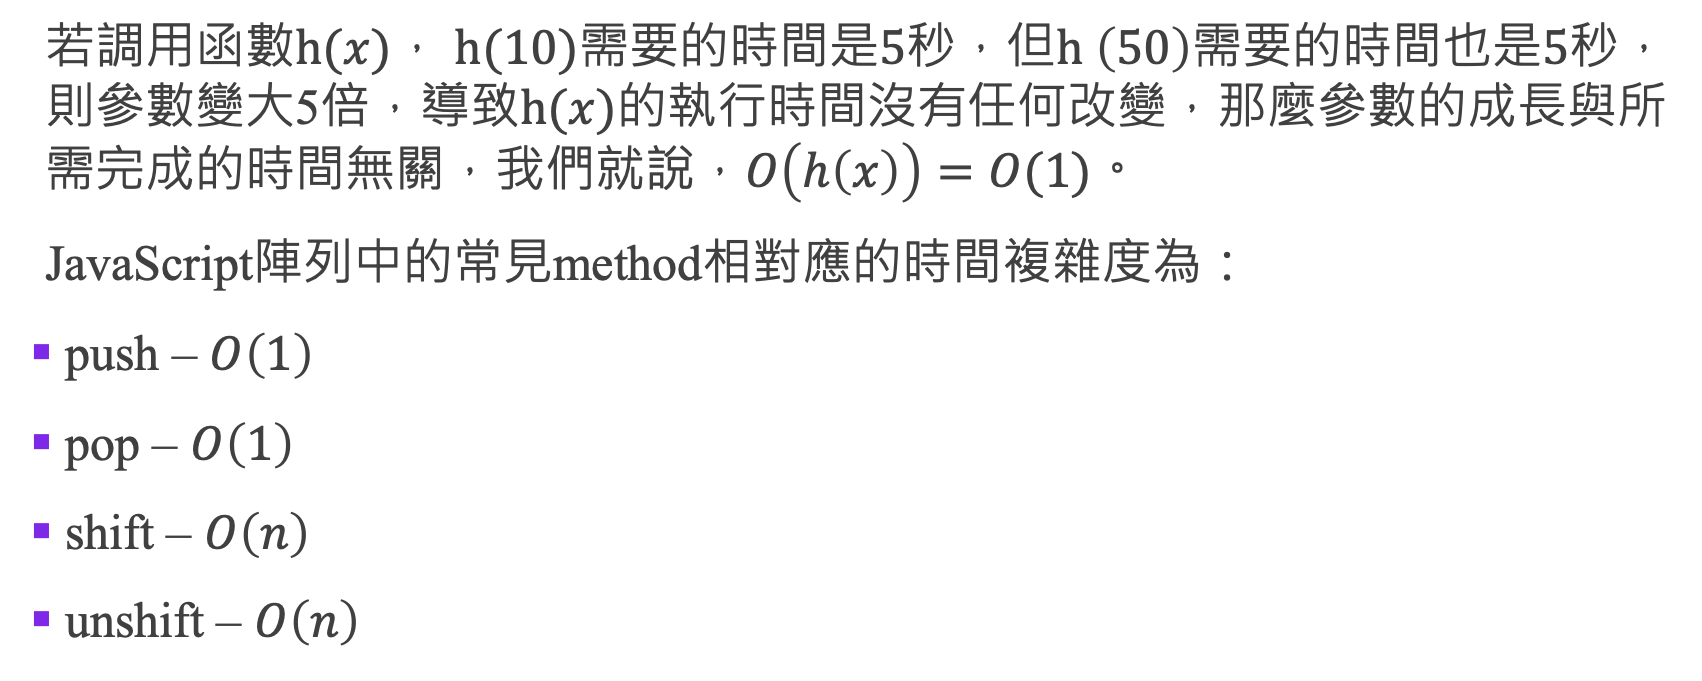 若調用函數h(x)， h(10)需要的時間是5秒，但h (50)需要的時間也是5秒，
則參數變大5倍，導致h(x)的執行時間沒有任何改變，那麼參數的成長與所
需完成的時間無關，我們就說，O(h(x)) = O(1)。
JavaScript陣列中的常見method相對應的時間複雜度為：
▪ push – O(1)
▪ pop – O(1)
▪ shift – O(n)
▪ unshift – O(n)